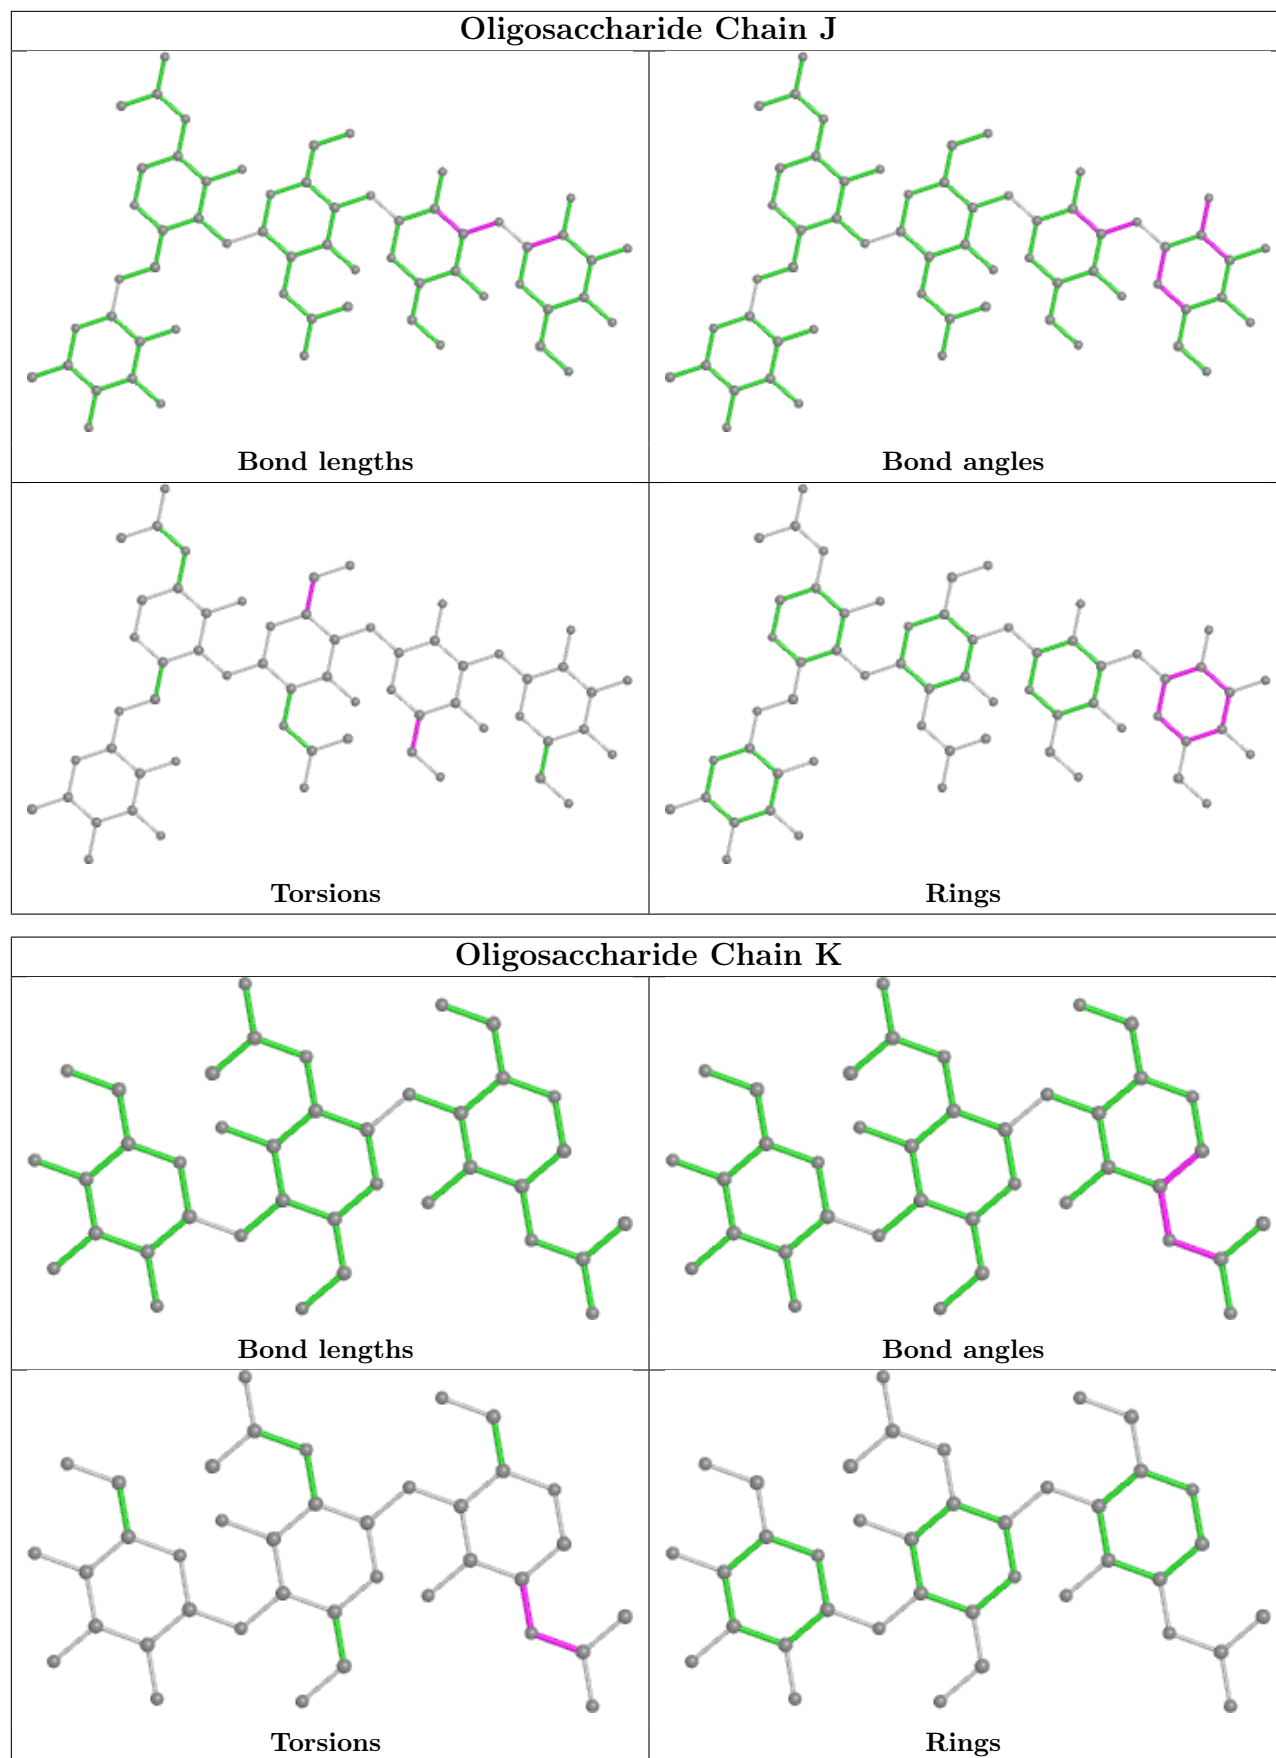 Oligosaccharide Chain J
Bond lengths
Bond angles
Torsions
Rings
Oligosaccharide Chain K
Bond lengths
Bond angles
Torsions
Rings